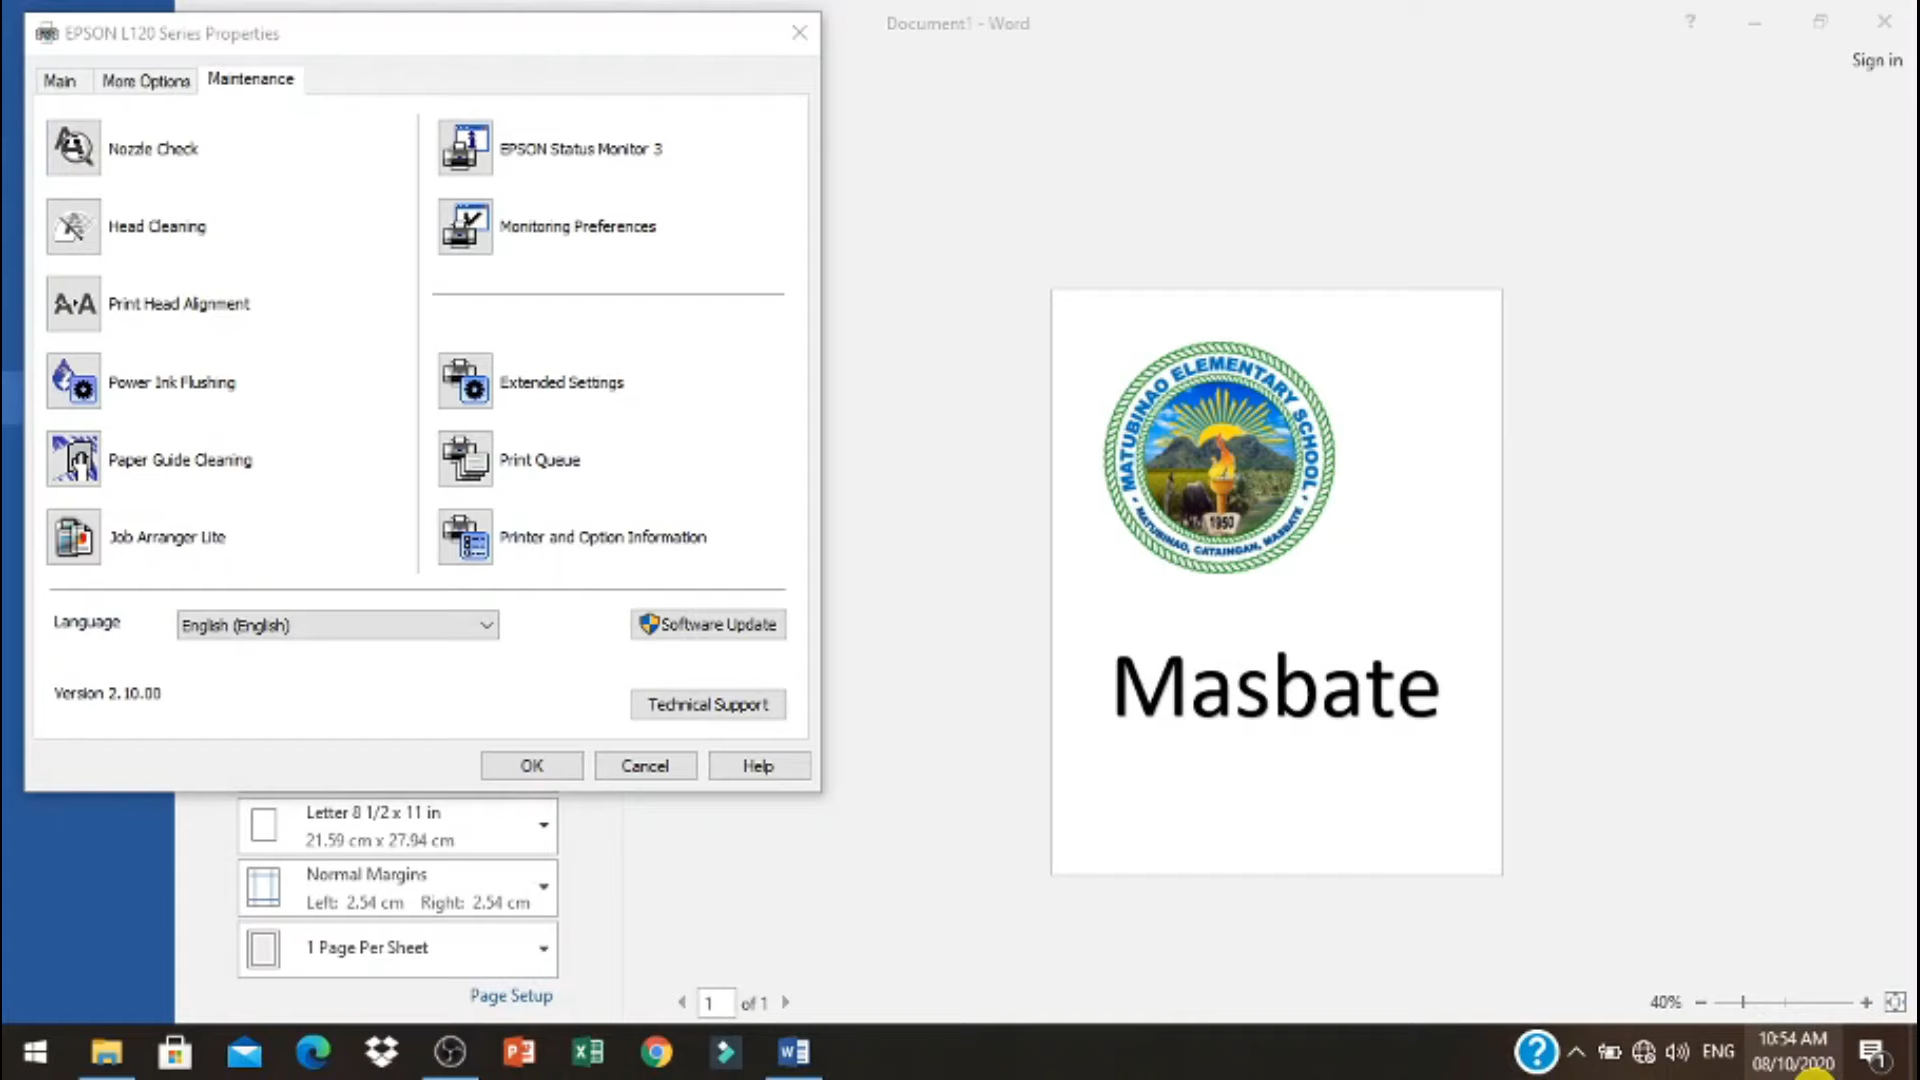 EPSON L120 Series Properties
Document1 - Word
?
Sign in
Main
More Options
Maintenance
Nozzle Check
EPSON Status Monitor 3
Head Cleaning
Monitoring Preferences
A A
Print Head Alignment
Power Ink Flushing
Extended Settings
Paper Guide Cleaning
Print Queue
Job Arranger Lite
Printer and Option Information
Language
English (English)
Software Update
Version 2.10.00
Technical Support
OK
Cancel
Help
MATUBINAO ELEMENTARY SCHOOL
1950
MATUBINAO, CATAINGAN, MASBATE
Masbate
Letter 8 1/2 x 11 in
21.59 cm x 27.94 cm
Normal Margins
Left: 2.54 cm Right: 2.54 cm
1 Page Per Sheet
Page Setup
1 of 1
40%
ENG
10:54 AM
08/10/2020
1